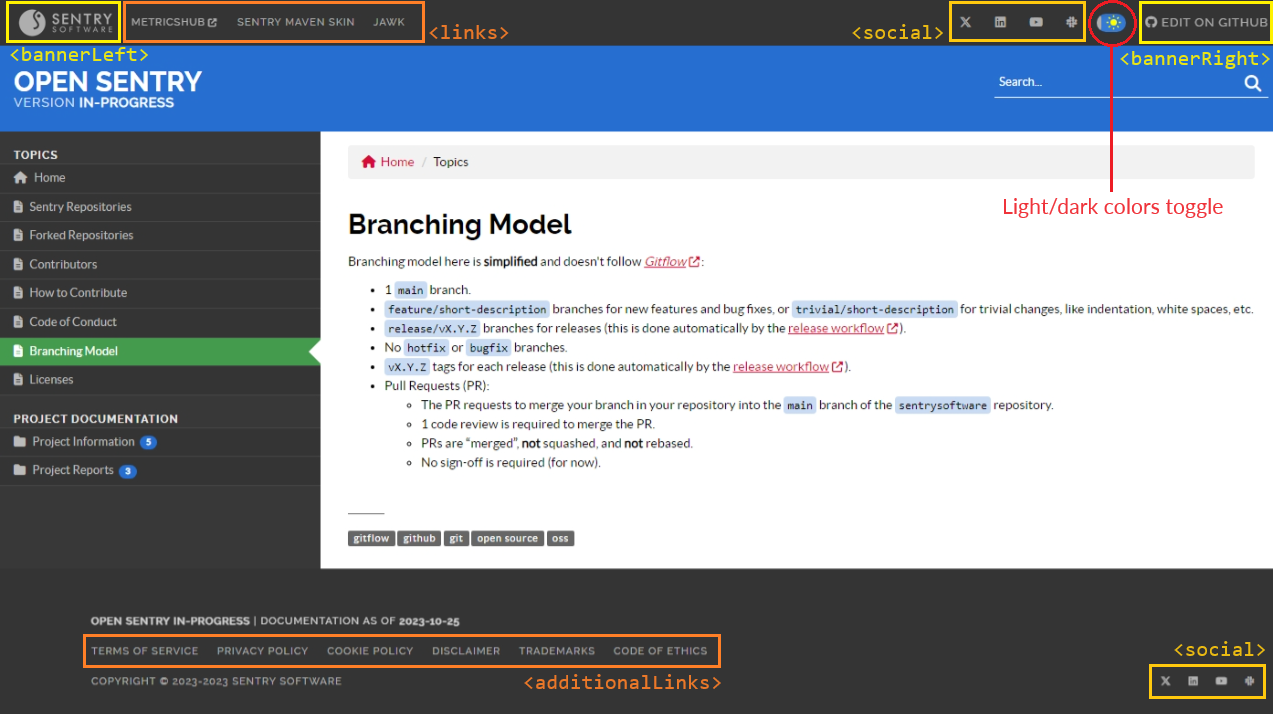 SENTRY
SOFTWARE
METRICSHUB
SENTRY MAVEN SKIN
JAWK
<links>
<social>
EDIT ON GITHUB
<bannerLeft>
<bannerRight>
OPEN SENTRY
VERSION IN-PROGRESS
Search...
TOPICS
Home
Sentry Repositories
Forked Repositories
Contributors
How to Contribute
Code of Conduct
Branching Model
Licenses
PROJECT DOCUMENTATION
Project Information 5
Project Reports 3
Home / Topics
Light/dark colors toggle
Branching Model
Branching model here is simplified and doesn't follow Gitflow:
• 1 main branch.
• feature/short-description branches for new features and bug fixes, or trivial/short-description for trivial changes, like indentation, white spaces, etc.
• release/vX.Y.Z branches for releases (this is done automatically by the release workflow).
• No hotfix or bugfix branches.
• vX.Y.Z tags for each release (this is done automatically by the release workflow).
• Pull Requests (PR):
◦ The PR requests to merge your branch in your repository into the main branch of the sentrysoftware repository.
◦ 1 code review is required to merge the PR.
◦ PRs are “merged”, not squashed, and not rebased.
◦ No sign-off is required (for now).
gitflow github git open source oss
OPEN SENTRY IN-PROGRESS | DOCUMENTATION AS OF 2023-10-25
TERMS OF SERVICE PRIVACY POLICY COOKIE POLICY DISCLAIMER TRADEMARKS CODE OF ETHICS
COPYRIGHT © 2023-2023 SENTRY SOFTWARE
<additionalLinks>
<social>